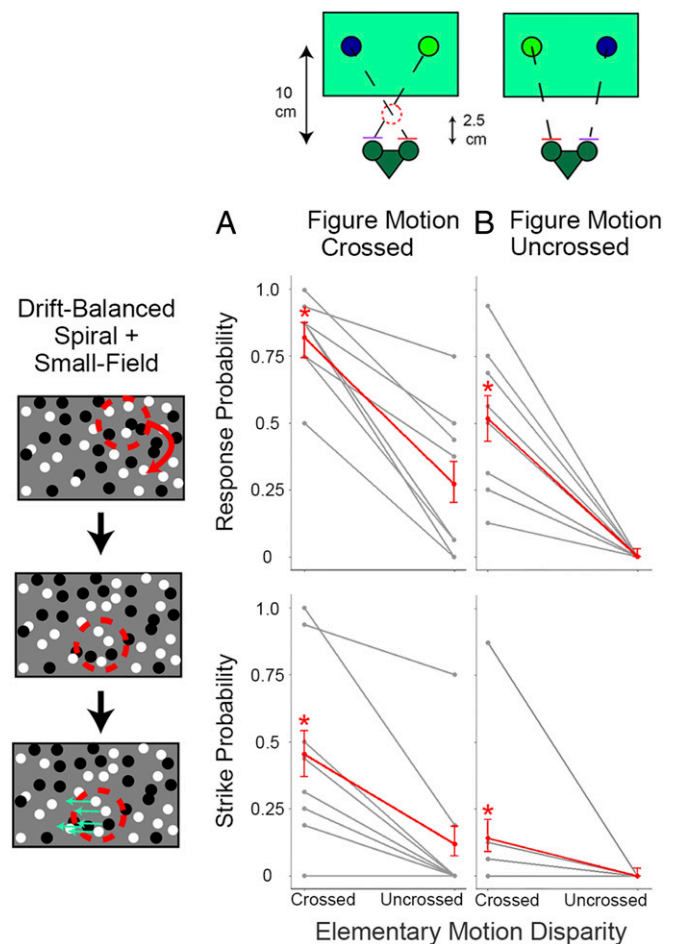 10
cm
2.5
cm
A Figure Motion
Crossed
B Figure Motion
Uncrossed
Drift-Balanced
Spiral +
Small-Field
Response Probability
1.0
*
0.75
0.5
0.25
0
*
Strike Probability
1.0
0.75
0.5
*
0.25
0
*
Crossed Uncrossed Crossed Uncrossed
Elementary Motion Disparity